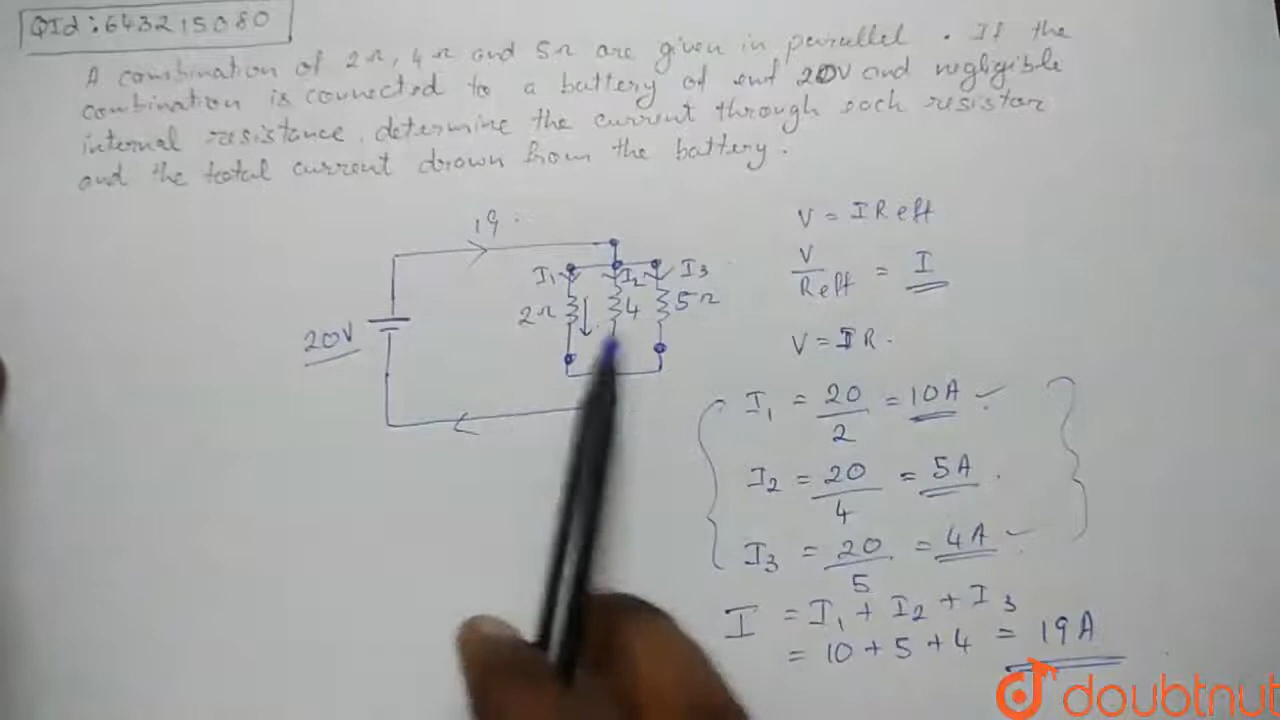 QId:643215080
A combination of 2Ω, 4Ω and 5Ω are given in parallel. If the
combination is connected to a battery of emf 20V and negligible
internal resistance, determine the current through each resistor
and the total current drawn from the battery.
19
V = IReff
V/Reff = I
I₁ I₂ I₃
2Ω 4 5Ω
20V
V = IR.
I₁ = 20/2 = 10A
I₂ = 20/4 = 5A
I₃ = 20/5 = 4A
I = I₁ + I₂ + I₃
= 10 + 5 + 4 = 19A
doubtnut